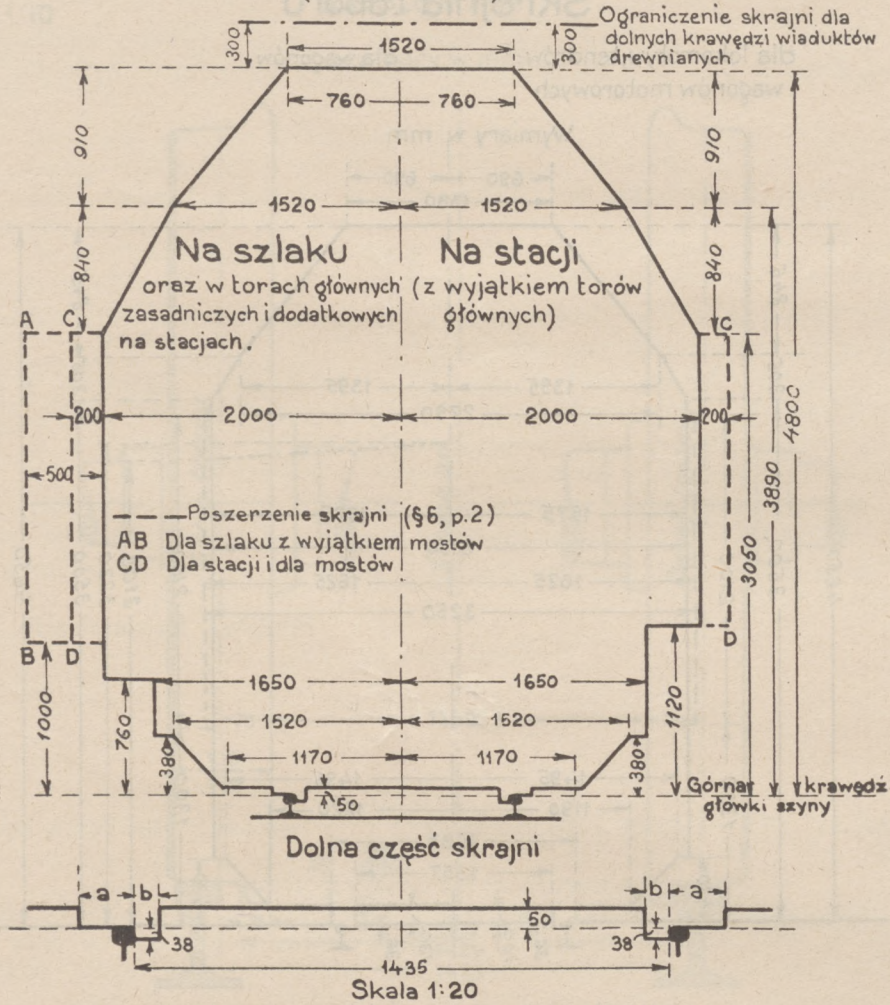 Ograniczenie skrajni dla
dolnych krawędzi wiaduktów
drewnianych
300
1520
300
760 760
910
910
1520 1520
Na szlaku
oraz w torach głównych
zasadniczych i dodatkowych
na stacjach.
Na stacji
(z wyjątkiem torów
głównych)
840
840
A C
C
200 2000 2000 200
500
4800
3890
3050
Poszerzenie skrajni (§6, p.2)
AB Dla szlaku z wyjątkiem mostów
CD Dla stacji i dla mostów
B D
D
1650 1650
1000
760
1520 1520
1120
1170 1170
380
380
50
Górna krawędź
główki szyny
Dolna część skrajni
a b
b a
50
38
38
1435
Skala 1:20